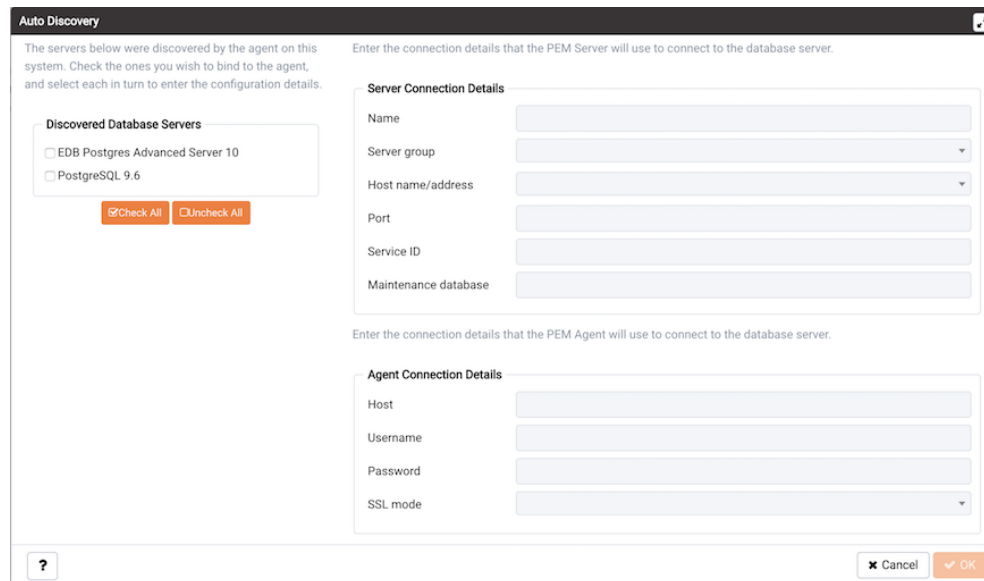 Auto Discovery
The servers below were discovered by the agent on this
system. Check the ones you wish to bind to the agent,
and select each in turn to enter the configuration details.
Discovered Database Servers
EDB Postgres Advanced Server 10
PostgreSQL 9.6
Check All
Uncheck All
Enter the connection details that the PEM Server will use to connect to the database server.
Server Connection Details
Name
Server group
Host name/address
Port
Service ID
Maintenance database
Enter the connection details that the PEM Agent will use to connect to the database server.
Agent Connection Details
Host
Username
Password
SSL mode
?
Cancel
OK